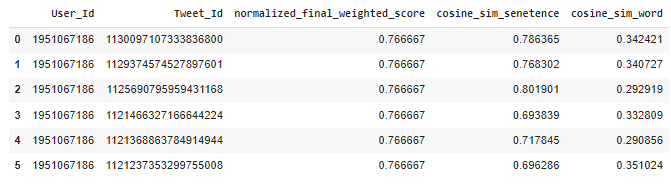 User_Id Tweet_Id normalized_final_weighted_score cosine_sim_senetence cosine_sim_word
0 1951067186 1130097107333836800 0.766667 0.786365 0.342421
1 1951067186 1129374574527897601 0.766667 0.768302 0.340727
2 1951067186 1125690795959431168 0.766667 0.801901 0.292919
3 1951067186 1121466327166644224 0.766667 0.693839 0.332809
4 1951067186 1121368863784914944 0.766667 0.717845 0.290856
5 1951067186 1121237353299755008 0.766667 0.696286 0.351024